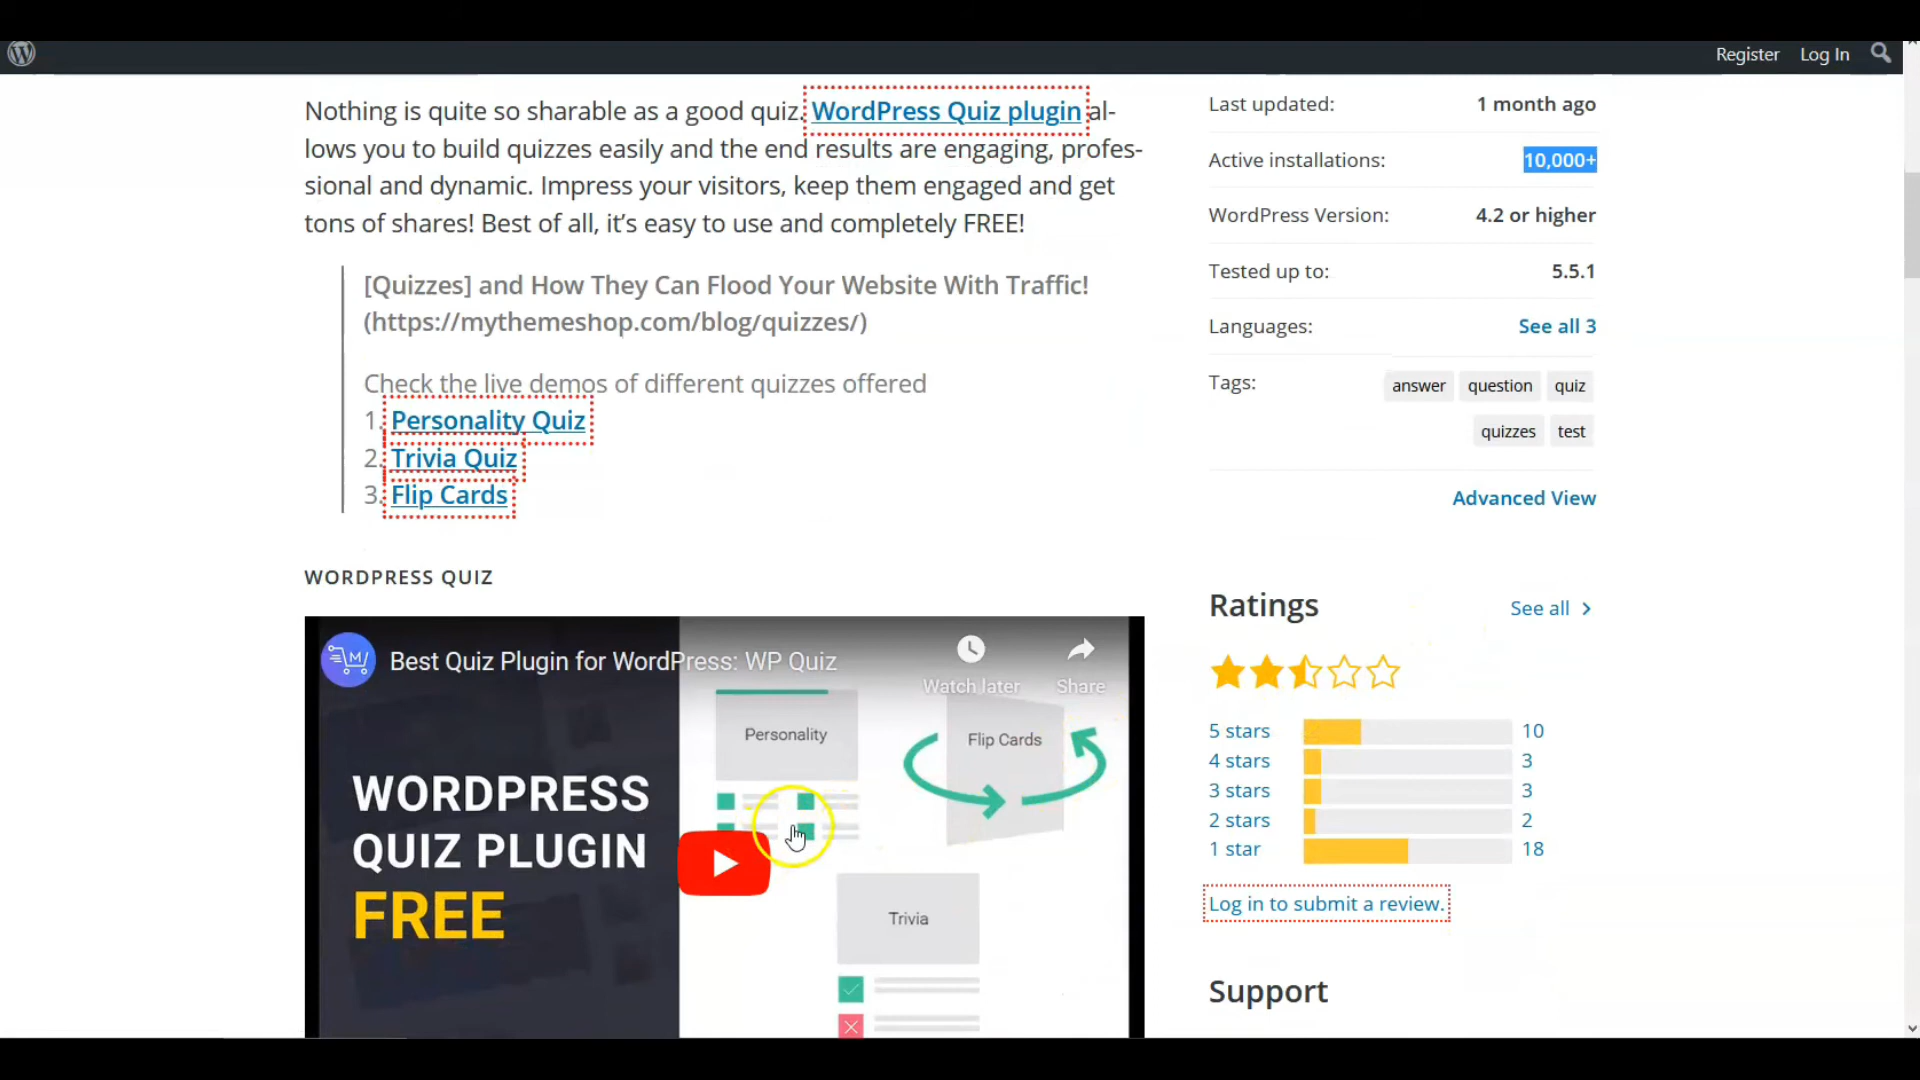 Register Log In
Nothing is quite so sharable as a good quiz. WordPress Quiz plugin al-
lows you to build quizzes easily and the end results are engaging, profes-
sional and dynamic. Impress your visitors, keep them engaged and get
tons of shares! Best of all, it’s easy to use and completely FREE!
[Quizzes] and How They Can Flood Your Website With Traffic!
(https://mythemeshop.com/blog/quizzes/)
Check the live demos of different quizzes offered
1. Personality Quiz
2. Trivia Quiz
3. Flip Cards
WORDPRESS QUIZ
M
Best Quiz Plugin for WordPress: WP Quiz
Watch later Share
Personality
Flip Cards
WORDPRESS
QUIZ PLUGIN
FREE
Trivia
Last updated: 1 month ago
Active installations: 10,000+
WordPress Version: 4.2 or higher
Tested up to: 5.5.1
Languages: See all 3
Tags: answer question quiz
quizzes test
Advanced View
Ratings See all
5 stars 10
4 stars 3
3 stars 3
2 stars 2
1 star 18
Log in to submit a review.
Support